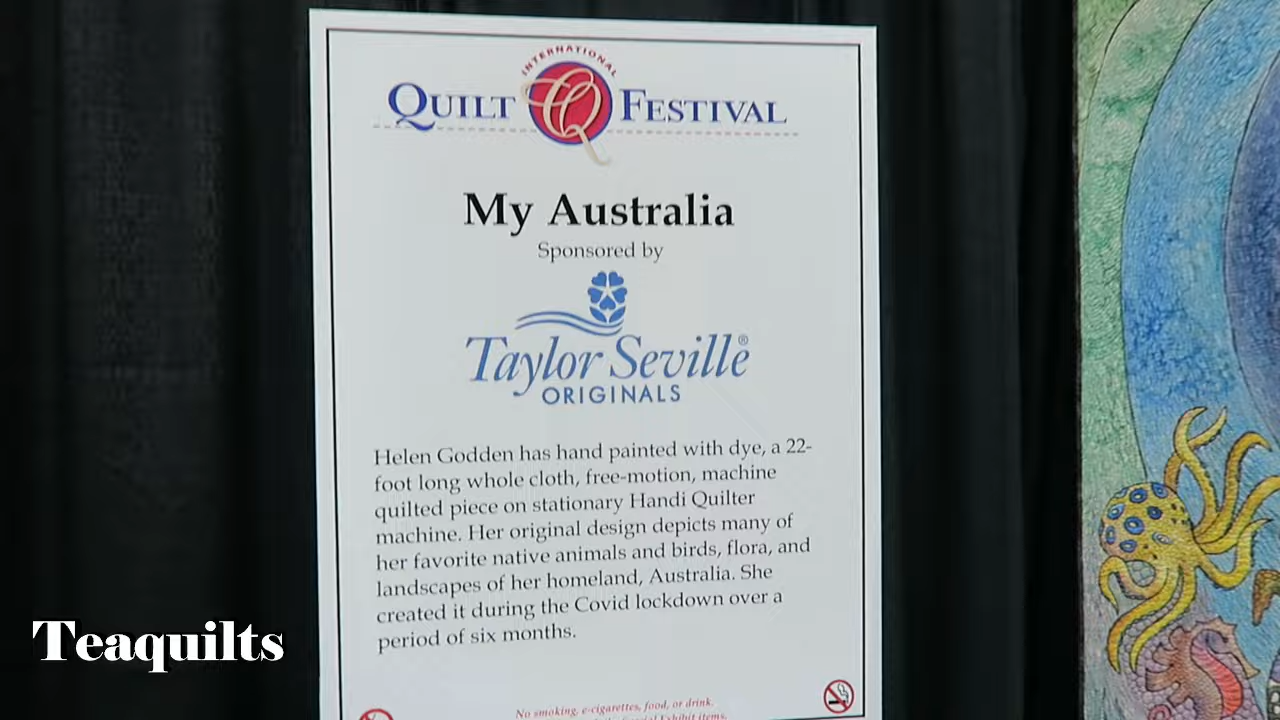 INTERNATIONAL
QUILT FESTIVAL
My Australia
Sponsored by
Taylor Seville®
ORIGINALS
Helen Godden has hand painted with dye, a 22-
foot long whole cloth, free-motion, machine
quilted piece on stationary Handi Quilter
machine. Her original design depicts many of
her favorite native animals and birds, flora, and
landscapes of her homeland, Australia. She
created it during the Covid lockdown over a
period of six months.
Teaquilts
No smoking, e-cigarettes, food, or drink.
Exhibit items.